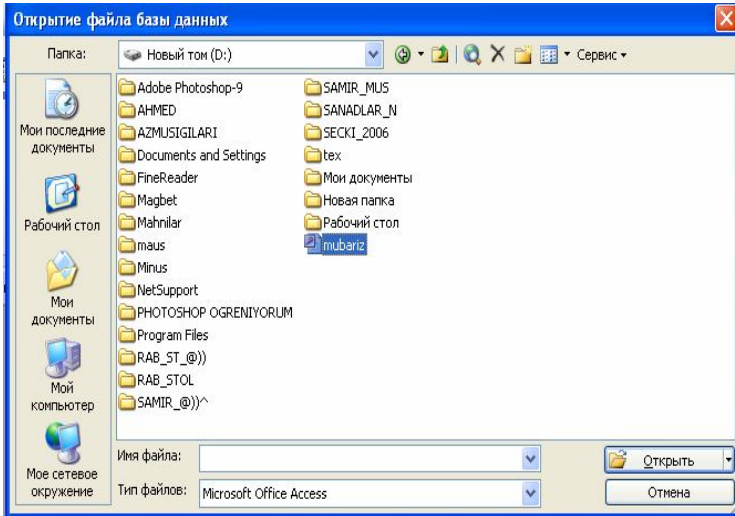 Открытие файла базы данных
Папка:
Новый том (D:)
Сервис
Мои последние
документы
Рабочий стол
Мои
документы
Мой
компьютер
Мое сетевое
окружение
Adobe Photoshop-9
AHMED
AZMUSIGILARI
Documents and Settings
FineReader
Magbet
Mahnilar
maus
Minus
NetSupport
PHOTOSHOP OGRENIYORUM
Program Files
RAB_ST_@))
RAB_STOL
SAMIR_@))^
SAMIR_MUS
SANADLAR_N
SECKI_2006
tex
Мои документы
Новая папка
Рабочий стол
mubariz
Имя файла:
Открыть
Тип файлов:
Microsoft Office Access
Отмена